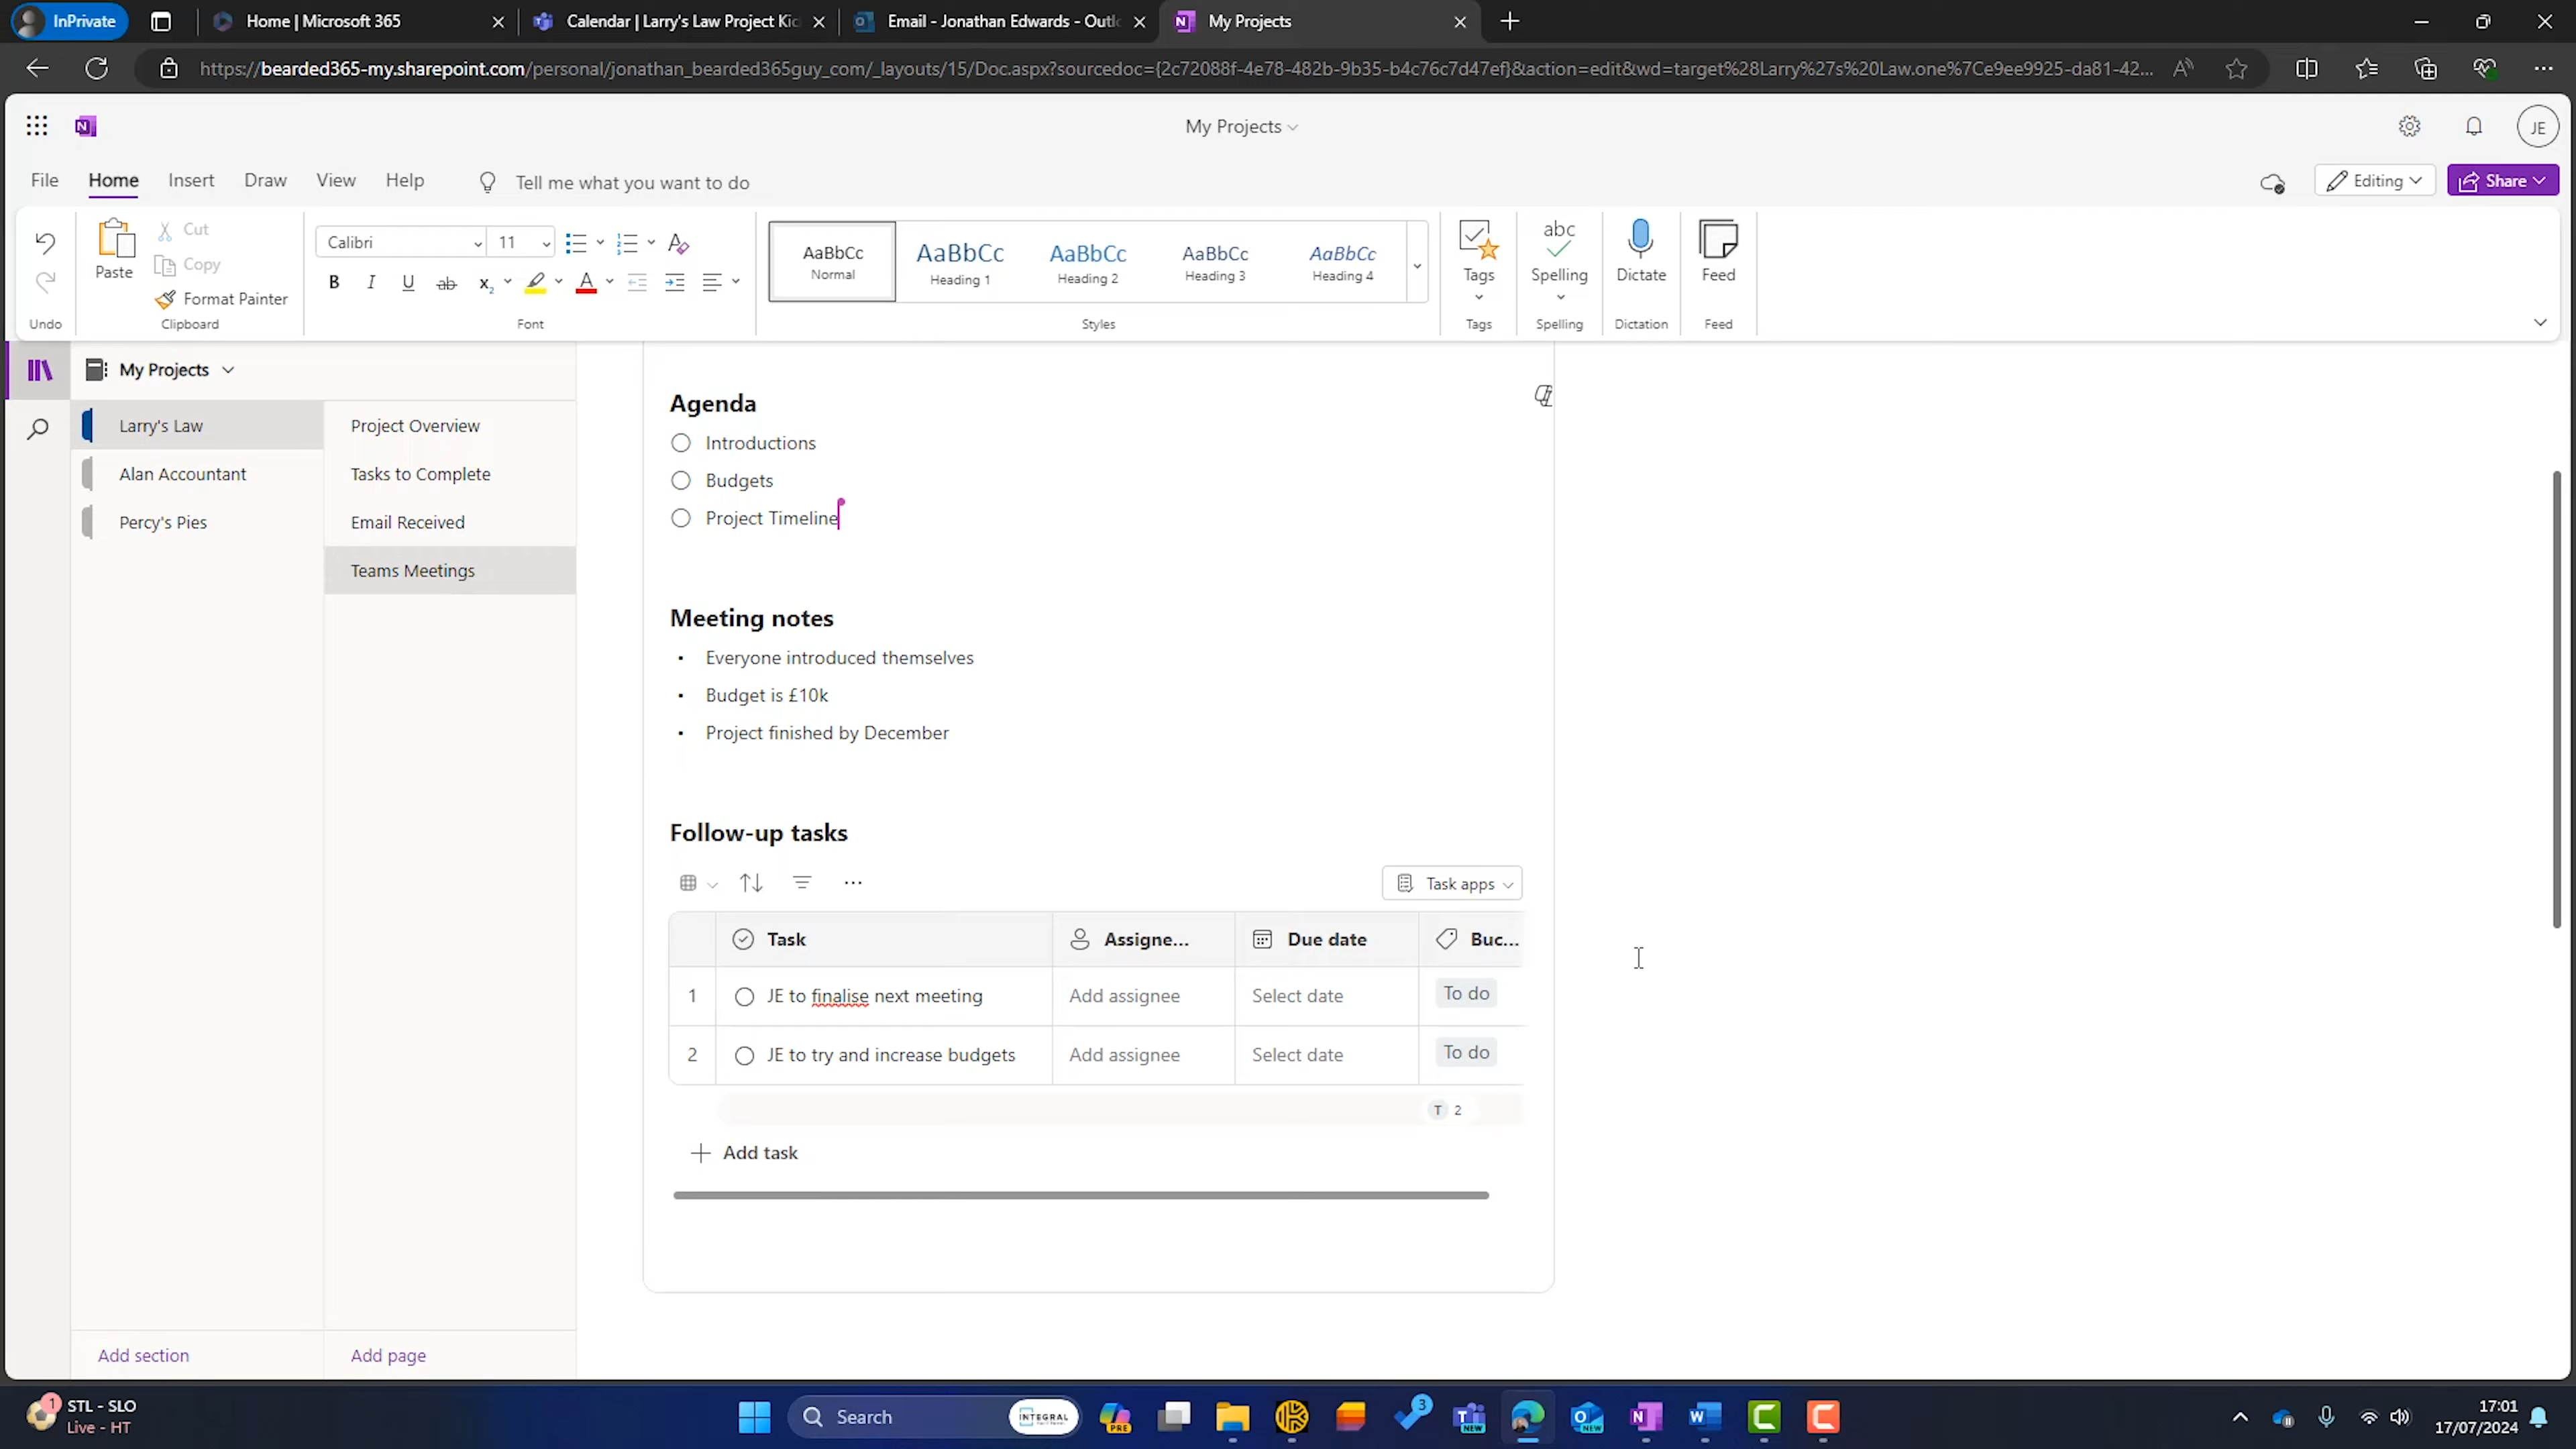 InPrivate
Home | Microsoft 365
Calendar | Larry's Law Project Kic
Email - Jonathan Edwards - Outlo
My Projects
https://bearded365-my.sharepoint.com/personal/jonathan_bearded365guy_com/_layouts/15/Doc.aspx?sourcedoc={2c72088f-4e78-482b-9b35-b4c76c7d47ef}&action=edit&wd=target%28Larry%27s%20Law.one%7Ce9ee9925-da81-42...
My Projects
JE
File Home Insert Draw View Help Tell me what you want to do
Editing
Share
Paste
Cut
Copy
Format Painter
Calibri 11
AaBbCc AaBbCc AaBbCc AaBbCc AaBbCc
Normal Heading 1 Heading 2 Heading 3 Heading 4
Tags
abc
Spelling
Dictate
Feed
Undo Clipboard Font Styles Tags Spelling Dictation Feed
My Projects
Larry's Law
Alan Accountant
Percy's Pies
Project Overview
Tasks to Complete
Email Received
Teams Meetings
Add section
Add page
Agenda
Introductions
Budgets
Project Timeline
Meeting notes
Everyone introduced themselves
Budget is £10k
Project finished by December
Follow-up tasks
Task apps
Task Assigne... Due date Buc...
1 JE to finalise next meeting Add assignee Select date To do
2 JE to try and increase budgets Add assignee Select date To do
T 2
Add task
1
STL - SLO
Live - HT
Search
INTEGRAL
PRE
3
NEW
NEW
17:01
17/07/2024